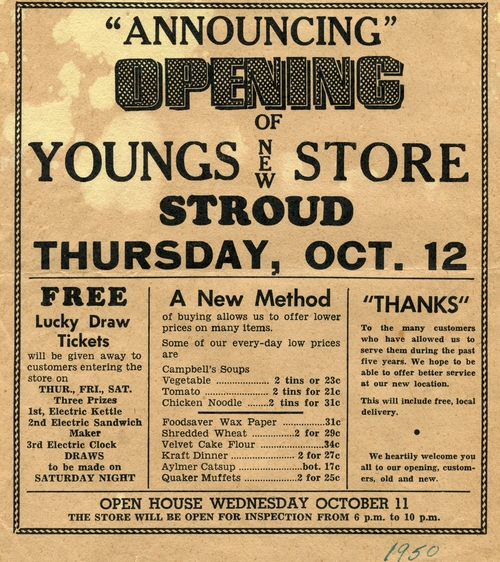 "ANNOUNCING"
OPENING
OF
YOUNGS NEW STORE
STROUD
THURSDAY, OCT. 12
FREE
Lucky Draw
Tickets
will be given away to
customers entering the
store on
THUR., FRI., SAT.
Three Prizes
1st, Electric Kettle
2nd Electric Sandwich
Maker
3rd Electric Clock
DRAWS
to be made on
SATURDAY NIGHT
A New Method
of buying allows us to offer lower
prices on many items.
Some of our every-day low prices
are
Campbell's Soups
Vegetable .................. 2 tins or 23c
Tomato ..................... 2 tins for 21c
Chicken Noodle ........2 tins for 31c
Foodsaver Wax Paper ..............31c
Shredded Wheat ............ 2 for 29c
Velvet Cake Flour ....................34c
Kraft Dinner .................. 2 for 27c
Aylmer Catsup ..................bot. 17c
Quaker Muffets ..............2 for 25c
"THANKS"
To the many customers
who have allowed us to
serve them during the past
five years. We hope to be
able to offer better service
at our new location.
This will include free, local
delivery.
•
We heartily welcome you
all to our opening, custom-
ers, old and new.
OPEN HOUSE WEDNESDAY OCTOBER 11
THE STORE WILL BE OPEN FOR INSPECTION FROM 6 p.m. to 10 p.m.
1950